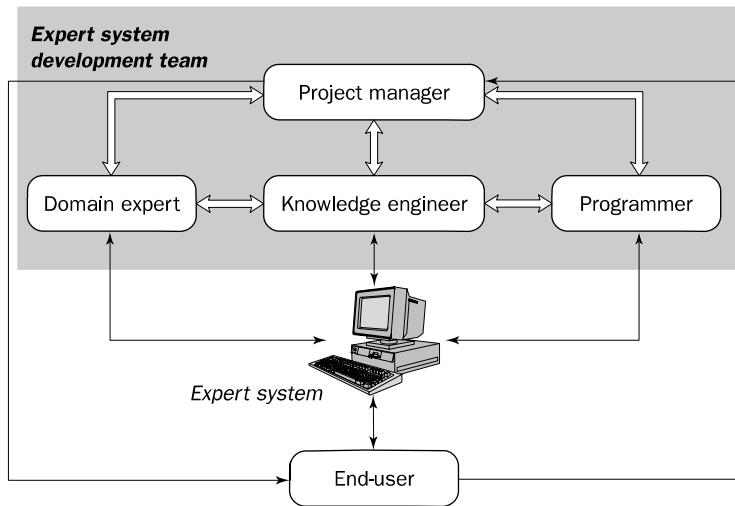 Expert system
development team
Project manager
Domain expert
Knowledge engineer
Programmer
Expert system
End-user